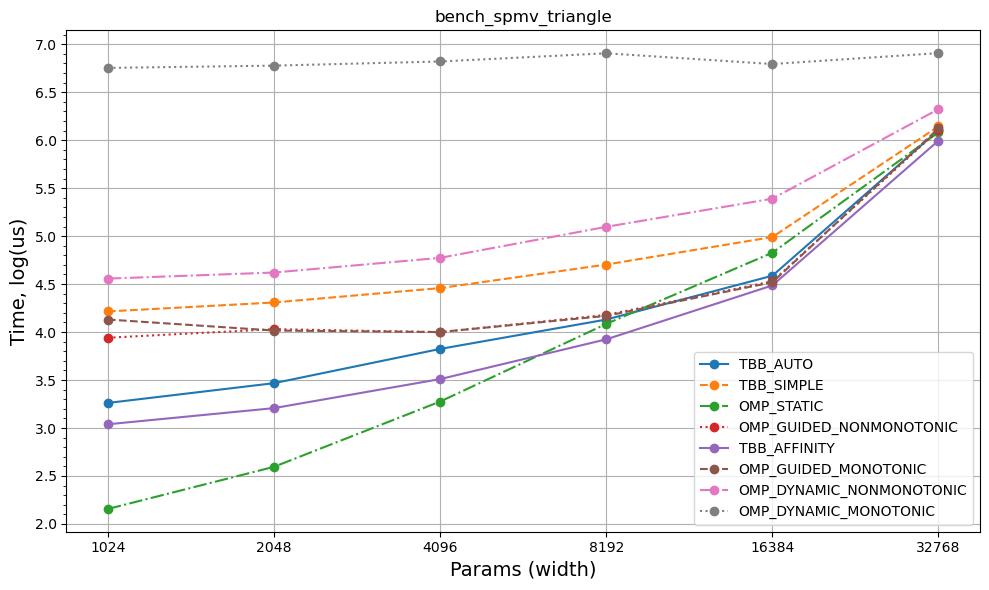 bench_spmv_triangle
Time, log(us)
7.0
6.5
6.0
5.5
5.0
4.5
4.0
3.5
3.0
2.5
2.0
TBB_AUTO
TBB_SIMPLE
OMP_STATIC
OMP_GUIDED_NONMONOTONIC
TBB_AFFINITY
OMP_GUIDED_MONOTONIC
OMP_DYNAMIC_NONMONOTONIC
OMP_DYNAMIC_MONOTONIC
1024 2048 4096 8192 16384 32768
Params (width)